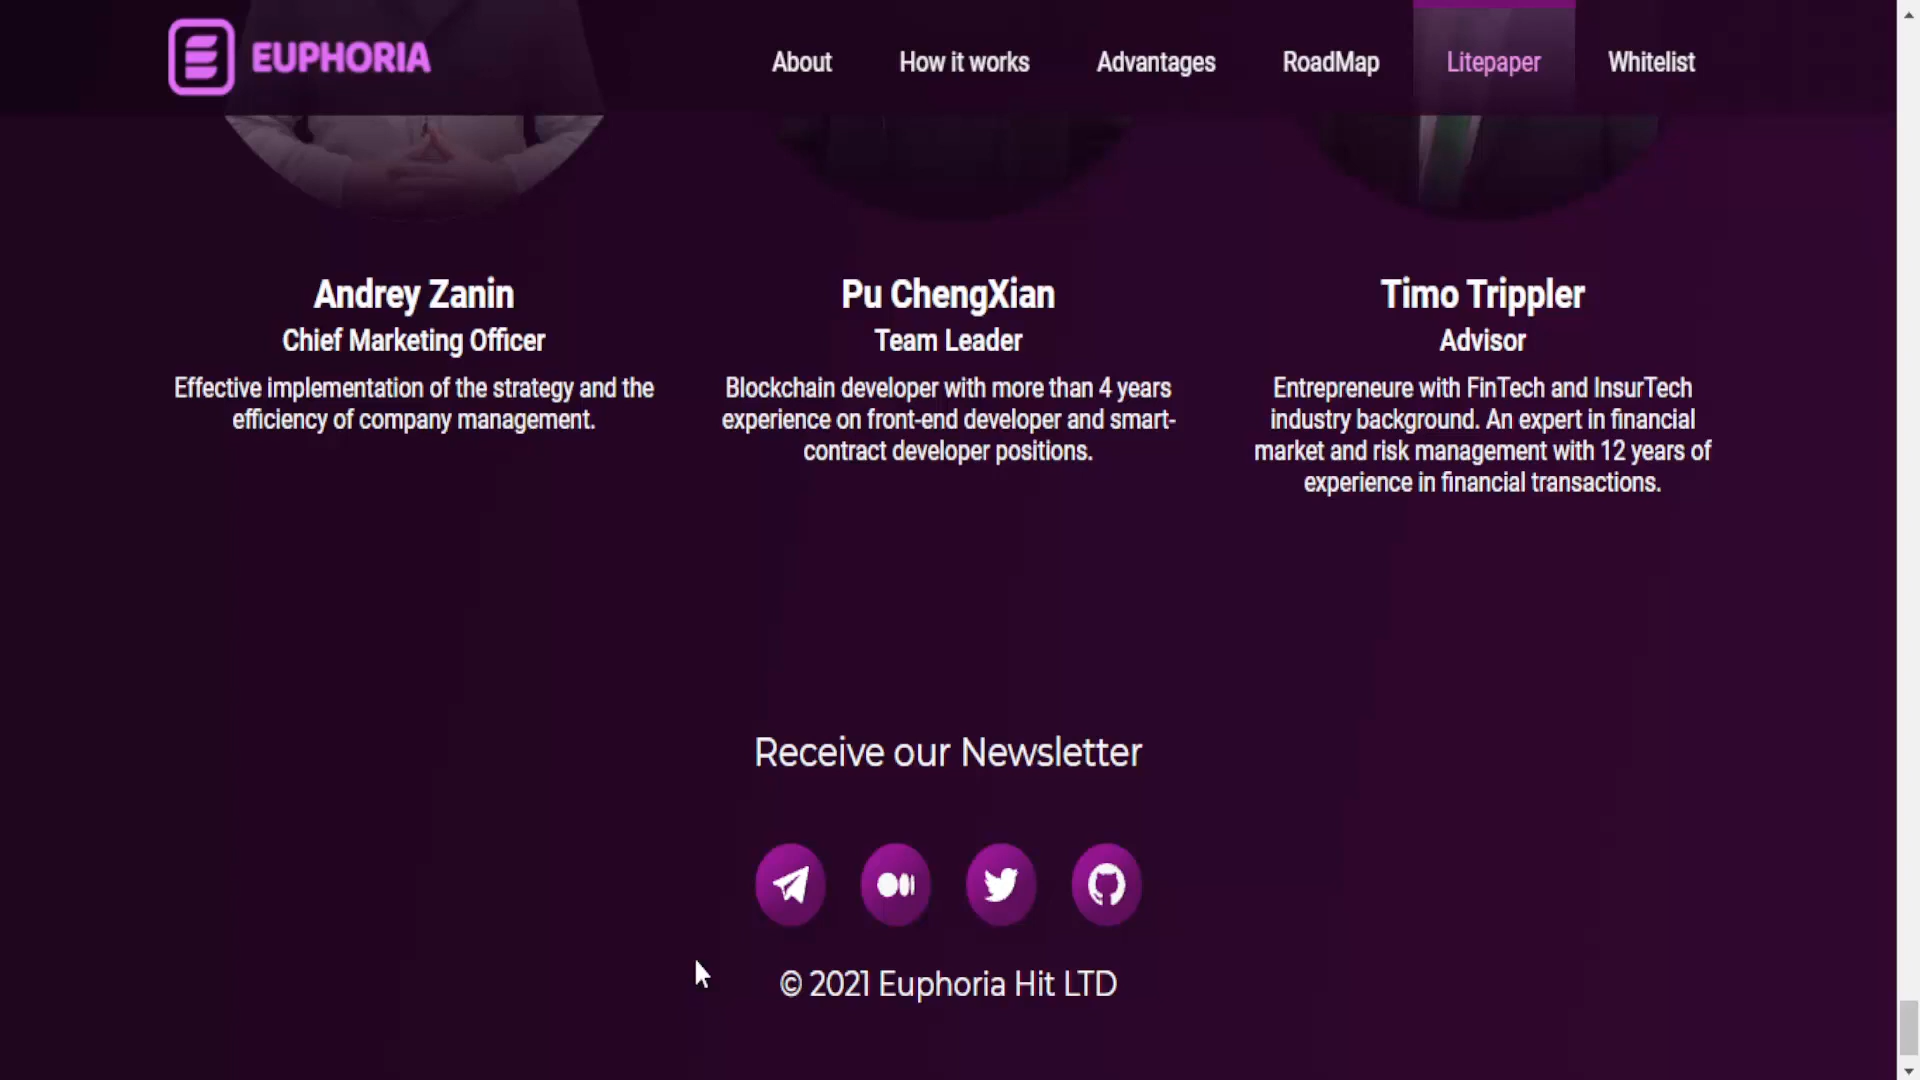 EUPHORIA
About
How it works
Advantages
RoadMap
Litepaper
Whitelist
Andrey Zanin
Chief Marketing Officer
Effective implementation of the strategy and the
efficiency of company management.
Pu ChengXian
Team Leader
Blockchain developer with more than 4 years
experience on front-end developer and smart-
contract developer positions.
Timo Trippler
Advisor
Entrepreneure with FinTech and InsurTech
industry background. An expert in financial
market and risk management with 12 years of
experience in financial transactions.
Receive our Newsletter
© 2021 Euphoria Hit LTD